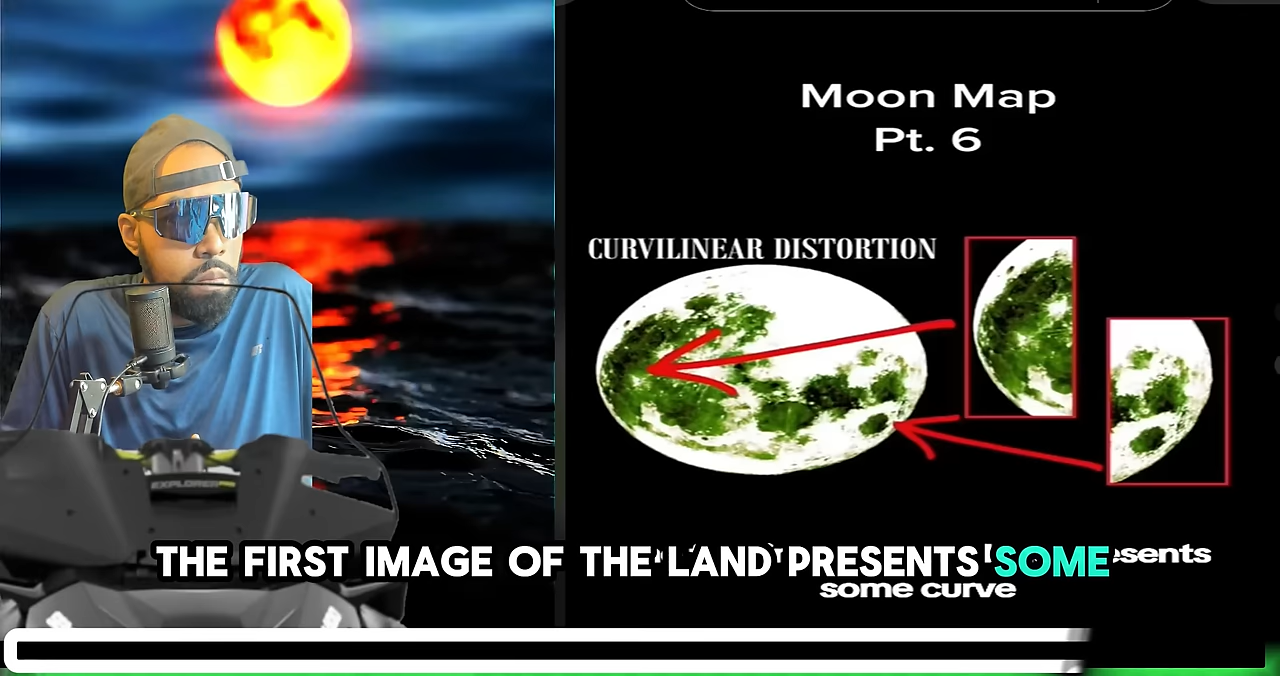 Moon Map
Pt. 6
CURVILINEAR DISTORTION
EXPLORER
THE FIRST IMAGE OF THE LAND PRESENTS SOME
some curve